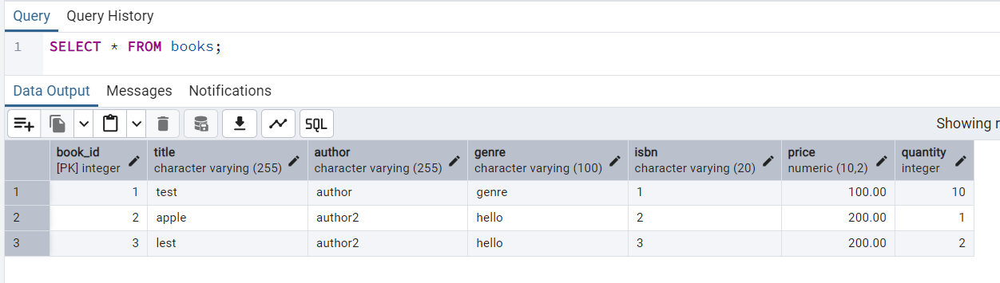 Query Query History
1 SELECT * FROM books;
Data Output Messages Notifications
SQL Showing r
book_id title author genre isbn price quantity
[PK] integer character varying (255) character varying (255) character varying (100) character varying (20) numeric (10,2) integer
1 1 test author genre 1 100.00 10
2 2 apple author2 hello 2 200.00 1
3 3 lest author2 hello 3 200.00 2